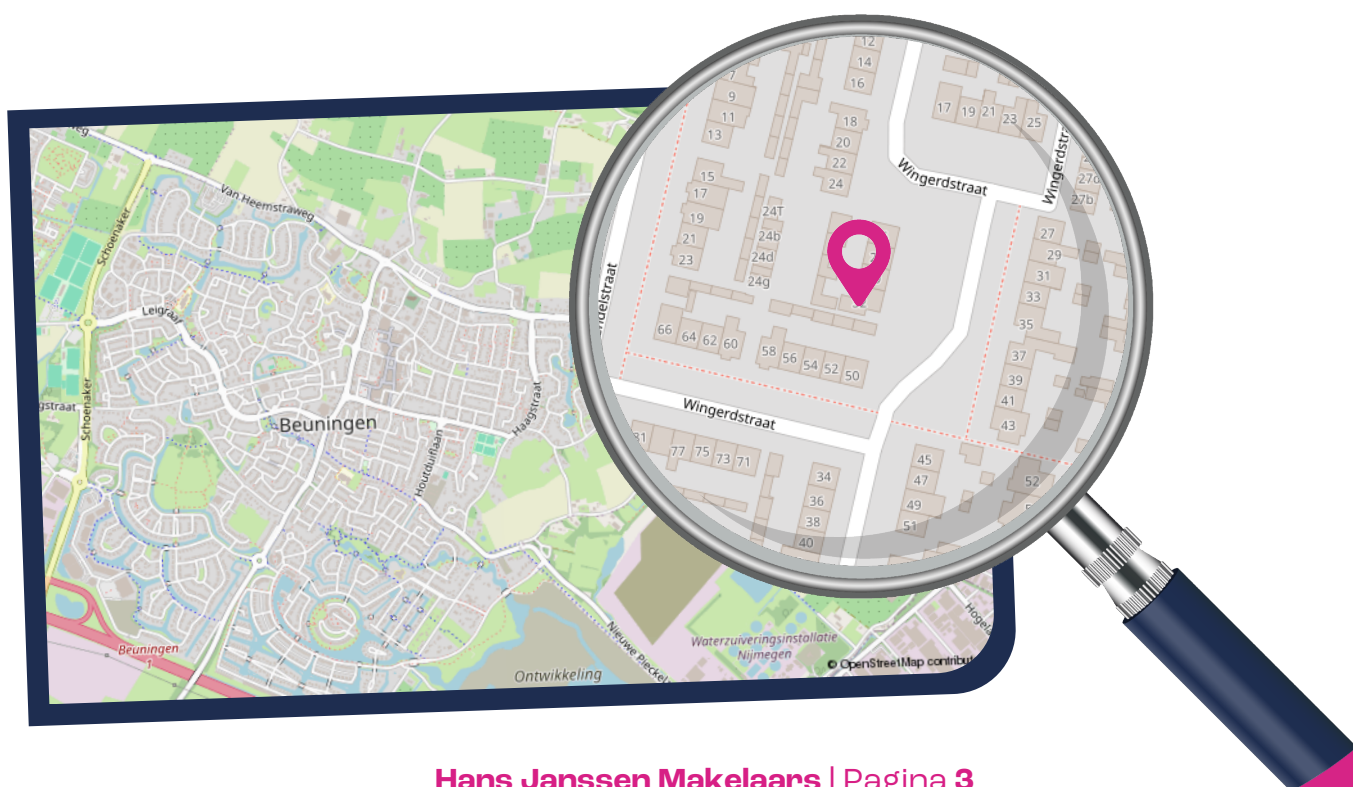 Van Heemstraweg
Schoenaker
Leigraaf
Beuningen
Schoenaker
Haagstraat
Houtduiflaan
Beuningen
1
Nieuwe Pieckel
Waterzuiveringsinstallatie
Nijmegen
Ontwikkeling
© OpenStreetMap contribut
12
14
16
7
9
11
13
18
20
22
24
17 19 21 23 25
Wingerdstraat
15
17
19
21
23
24T
24b
24d
24g
27b
27
29
31
33
35
37
39
41
43
66 64 62 60
58 56 54 52 50
Wingerdstraat
77 75 73 71
34
36
38
40
45
47
49
51
52
Hans Janssen Makelaars | Pagina 3